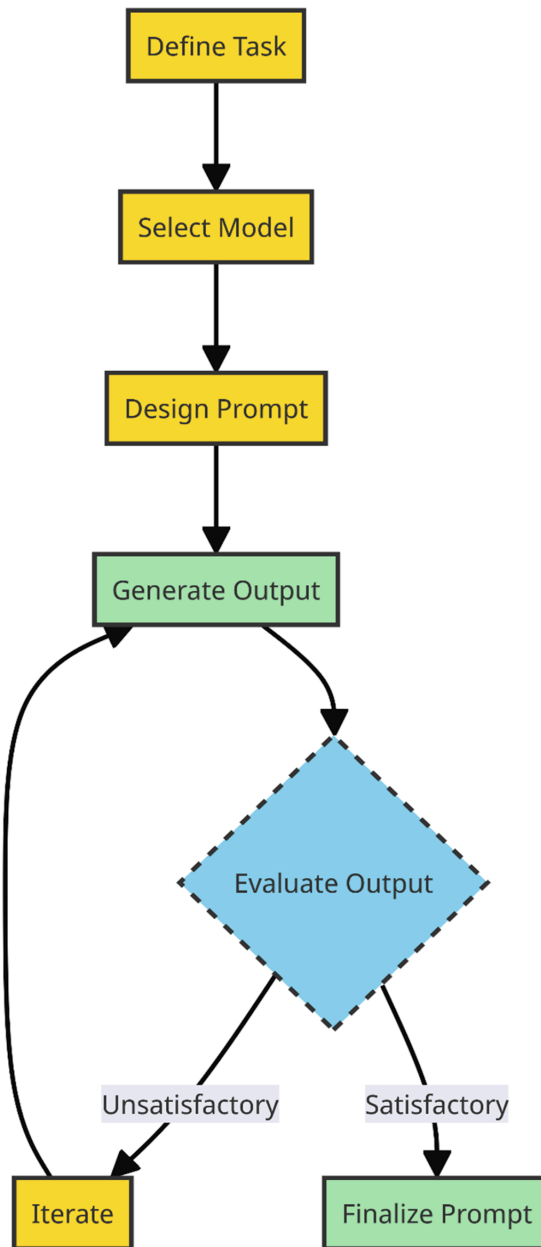 Define Task
Select Model
Design Prompt
Generate Output
Evaluate Output
Unsatisfactory
Satisfactory
Iterate
Finalize Prompt